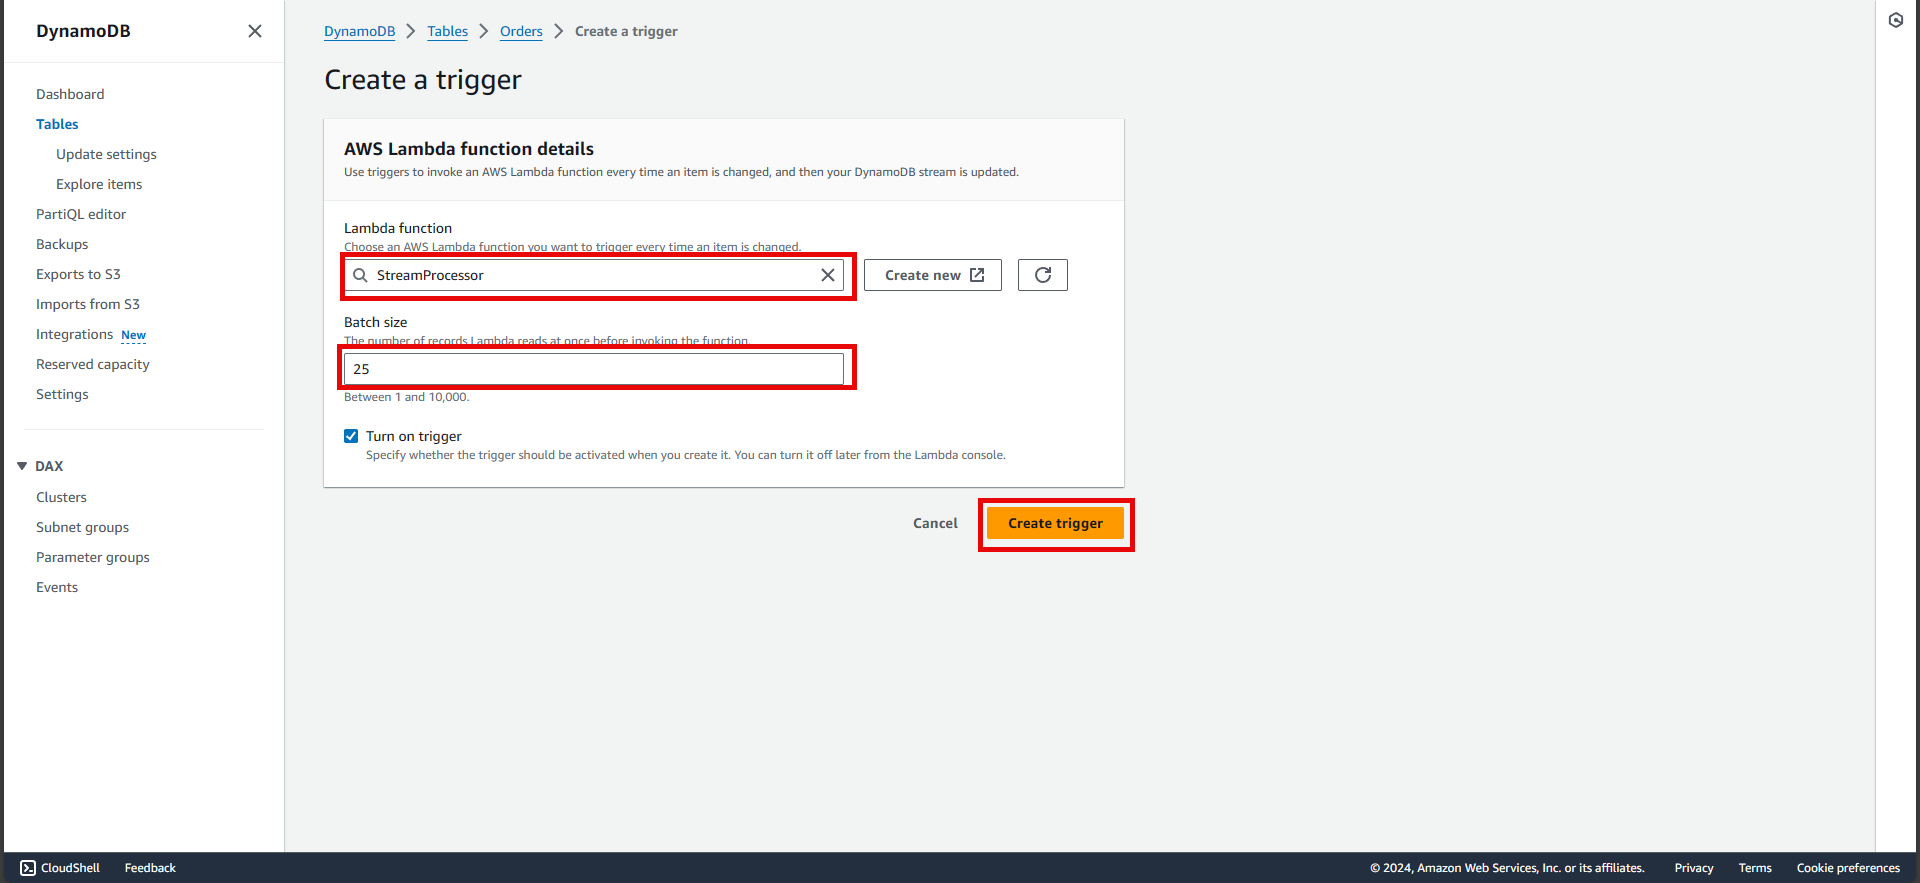 DynamoDB
Dashboard
Tables
Update settings
Explore items
PartiQL editor
Backups
Exports to S3
Imports from S3
Integrations New
Reserved capacity
Settings
DAX
Clusters
Subnet groups
Parameter groups
Events
DynamoDB > Tables > Orders > Create a trigger
Create a trigger
AWS Lambda function details
Use triggers to invoke an AWS Lambda function every time an item is changed, and then your DynamoDB stream is updated.
Lambda function
Choose an AWS Lambda function you want to trigger every time an item is changed.
StreamProcessor
Create new
Batch size
The number of records Lambda reads at once before invoking the function.
25
Between 1 and 10,000.
Turn on trigger
Specify whether the trigger should be activated when you create it. You can turn it off later from the Lambda console.
Cancel
Create trigger
CloudShell Feedback © 2024, Amazon Web Services, Inc. or its affiliates. Privacy Terms Cookie preferences